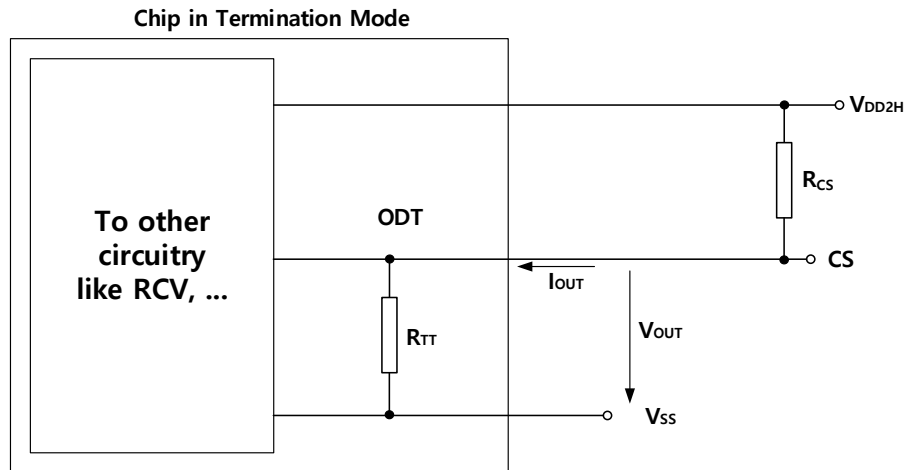 Chip in Termination Mode
VDD2H
RCS
To other
circuitry
like RCV, ...
ODT
CS
IOUT
RTT
VOUT
VSS